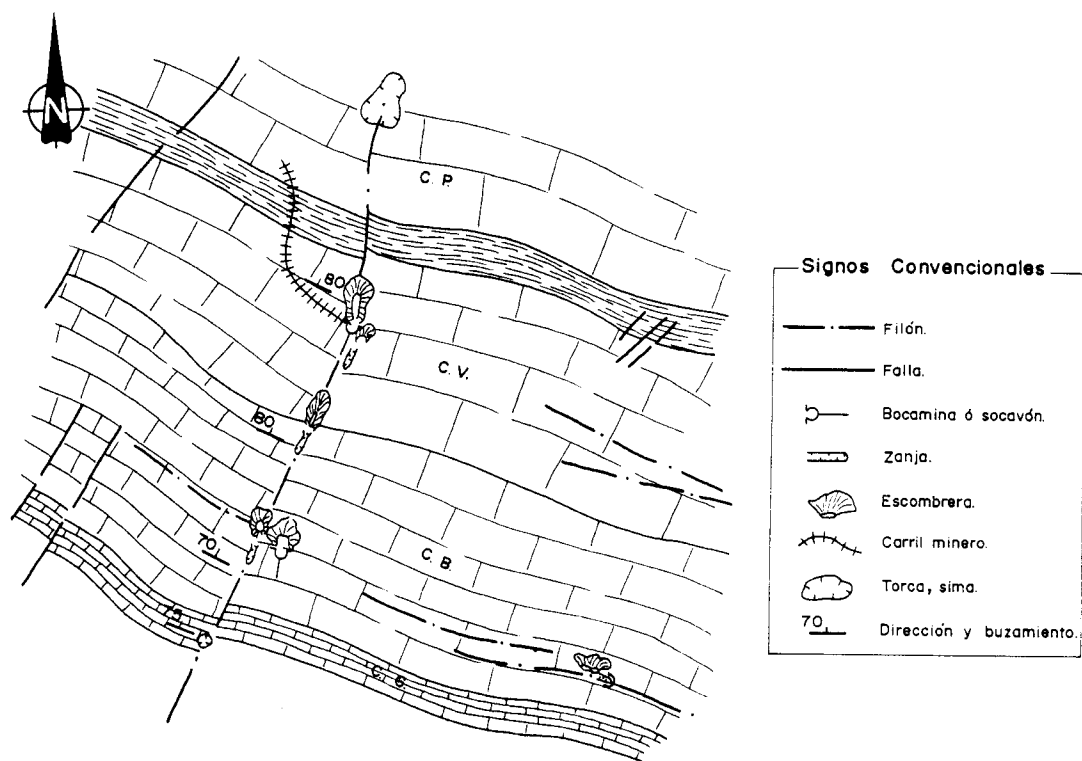 N
C. P.
80
C. V.
80
70
C. B.
Signos Convencionales
Filón.
Falla.
Bocamina ó socavón.
Zanja.
Escombrera.
Carril minero.
Torca, sima.
70
Dirección y buzamiento.